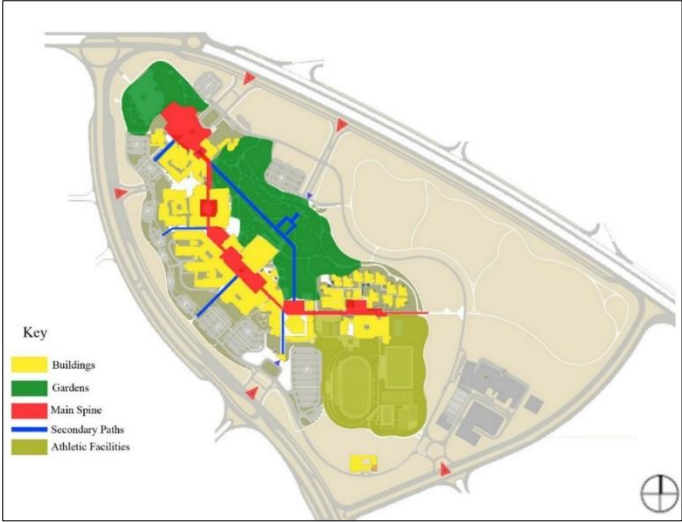 Key
Buildings
Gardens
Main Spine
Secondary Paths
Athletic Facilities